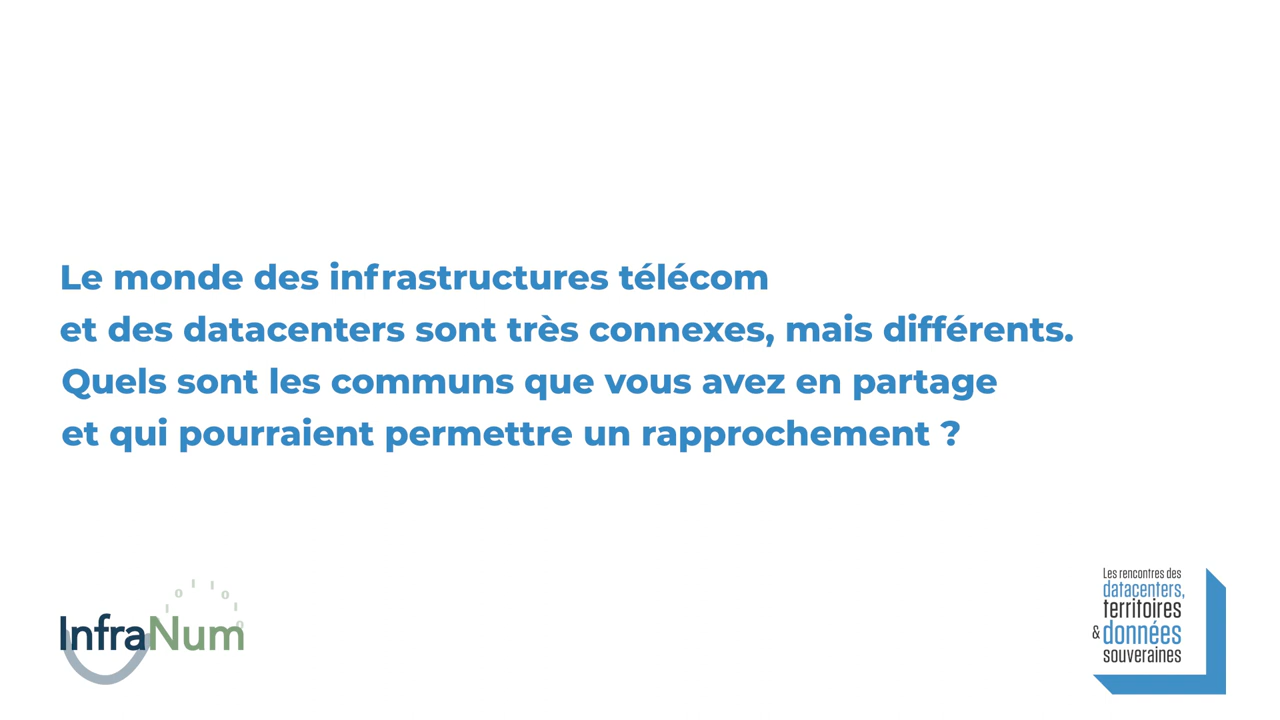 Le monde des infrastructures télécom
et des datacenters sont très connexes, mais différents.
Quels sont les communs que vous avez en partage
et qui pourraient permettre un rapprochement ?
InfraNum
Les rencontres des
datacenters,
territoires
& données
souveraines